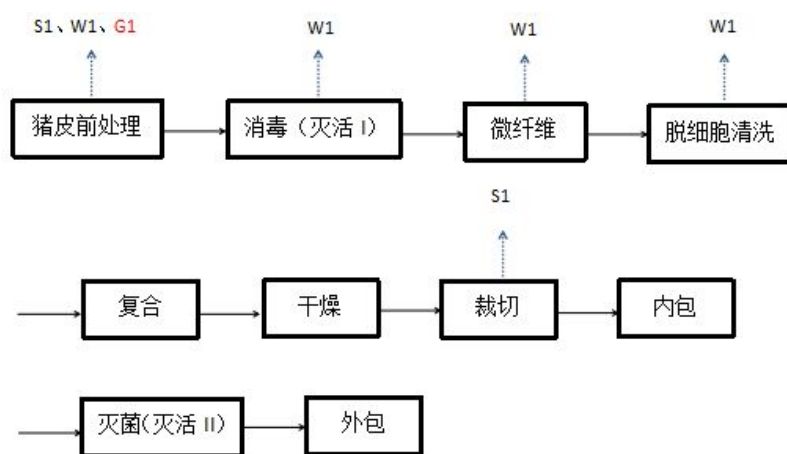 S1、W1、G1 W1 W1 W1
猪皮前处理 消毒（灭活 I） 微纤维 脱细胞清洗
S1
复合 干燥 裁切 内包
灭菌(灭活 II) 外包